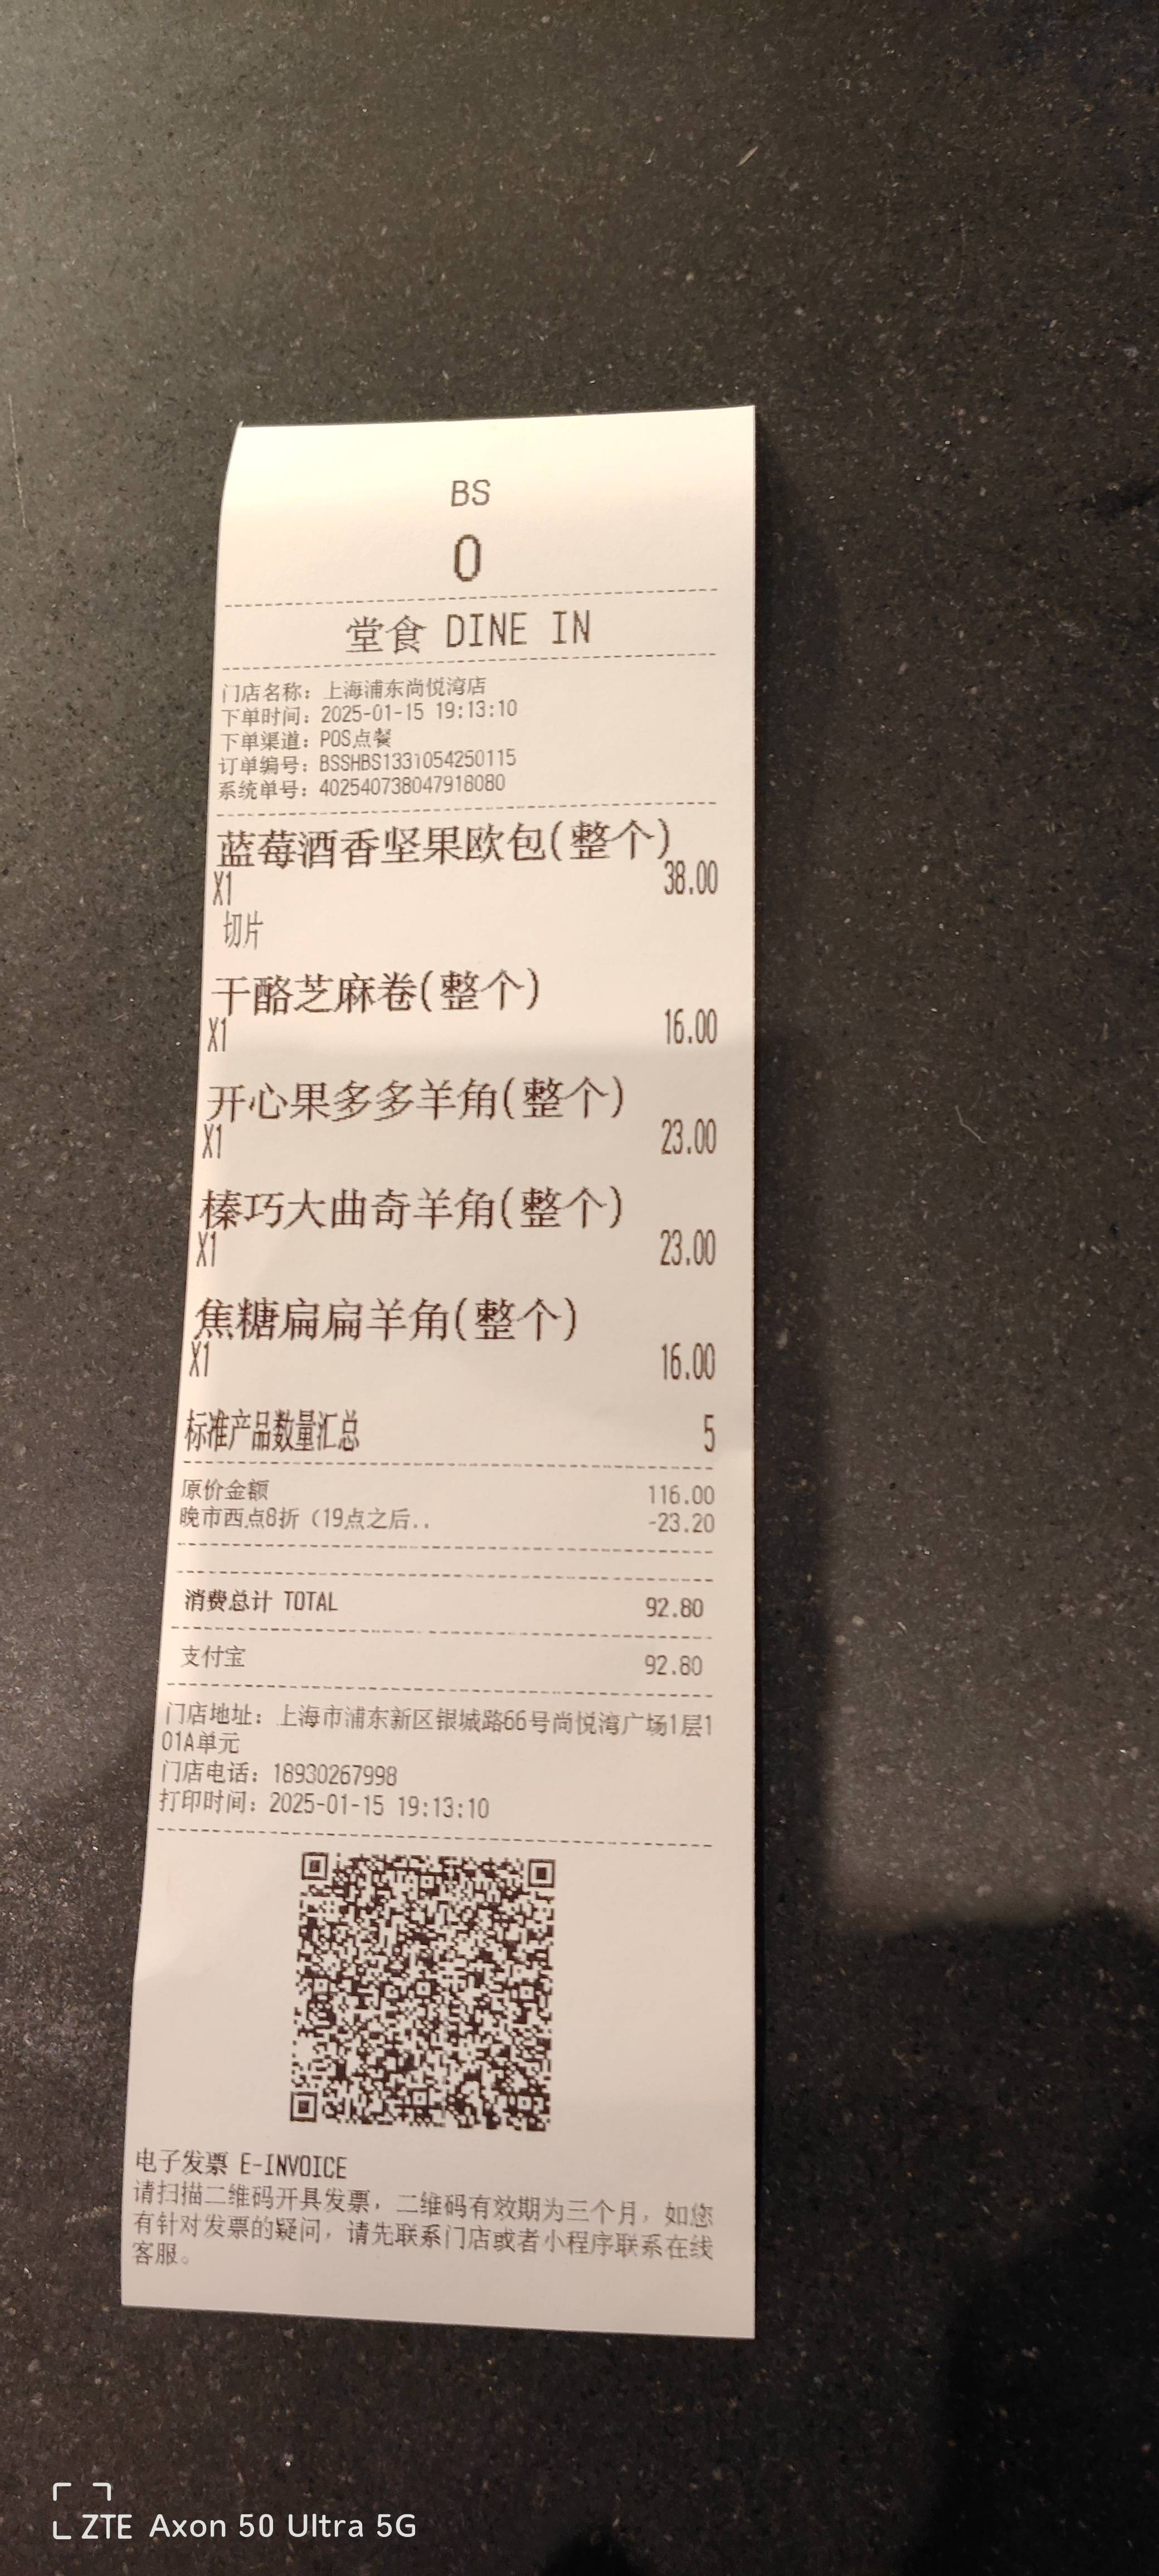 BS
0
堂食 DINE IN
门店名称：上海浦东尚悦湾店
下单时间：2025-01-15 19:13:10
下单渠道：POS点餐
订单编号：BSSHBS1331054250115
系统单号：402540738047918080
蓝莓酒香坚果欧包(整个)
X1 38.00
切片
干酪芝麻卷(整个)
X1 16.00
开心果多多羊角(整个)
X1 23.00
榛巧大曲奇羊角(整个)
X1 23.00
焦糖扁扁羊角(整个)
X1 16.00
标准产品数量汇总 5
原价金额 116.00
晚市西点8折（19点之后.. -23.20
消费总计 TOTAL 92.80
支付宝 92.80
门店地址：上海市浦东新区银城路66号尚悦湾广场1层1
01A单元
门店电话：18930267998
打印时间：2025-01-15 19:13:10
电子发票 E-INVOICE
请扫描二维码开具发票，二维码有效期为三个月，如您
有针对发票的疑问，请先联系门店或者小程序联系在线
客服。
ZTE Axon 50 Ultra 5G